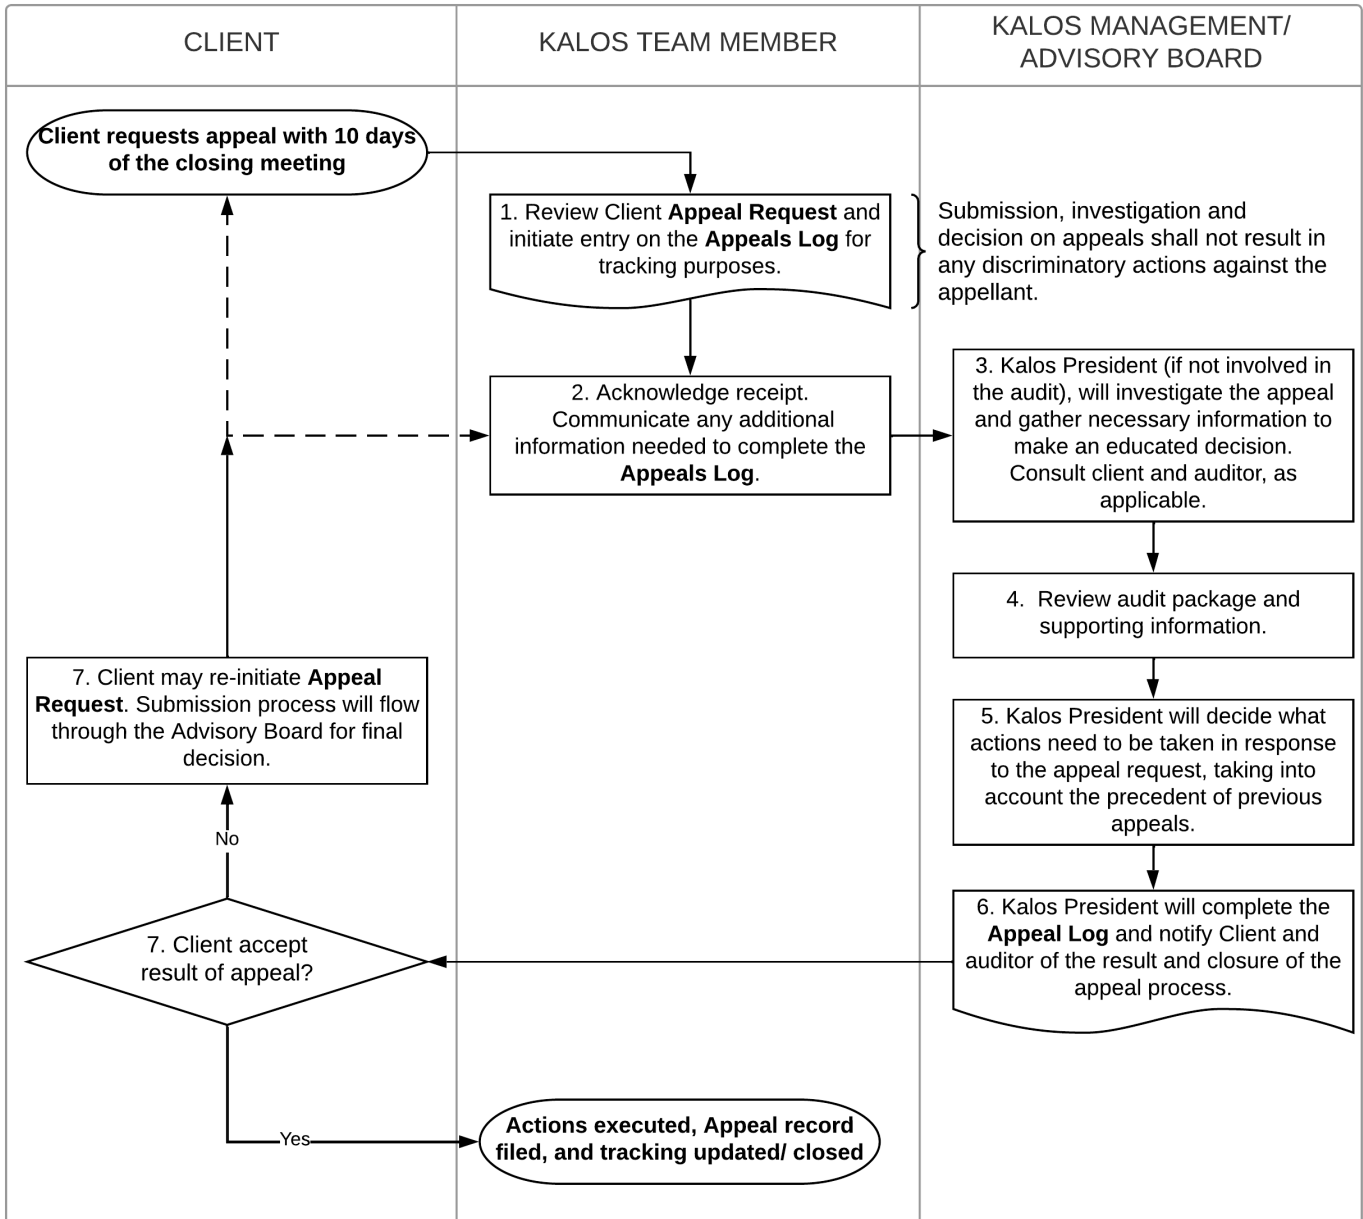 CLIENT
KALOS TEAM MEMBER
KALOS MANAGEMENT/
ADVISORY BOARD
Client requests appeal with 10 days
of the closing meeting
1. Review Client Appeal Request and
initiate entry on the Appeals Log for
tracking purposes.
Submission, investigation and
decision on appeals shall not result in
any discriminatory actions against the
appellant.
2. Acknowledge receipt.
Communicate any additional
information needed to complete the
Appeals Log.
3. Kalos President (if not involved in
the audit), will investigate the appeal
and gather necessary information to
make an educated decision.
Consult client and auditor, as
applicable.
4.  Review audit package and
supporting information.
5. Kalos President will decide what
actions need to be taken in response
to the appeal request, taking into
account the precedent of previous
appeals.
6. Kalos President will complete the
Appeal Log and notify Client and
auditor of the result and closure of the
appeal process.
7. Client accept
result of appeal?
No
7. Client may re-initiate Appeal
Request. Submission process will flow
through the Advisory Board for final
decision.
Yes
Actions executed, Appeal record
filed, and tracking updated/ closed